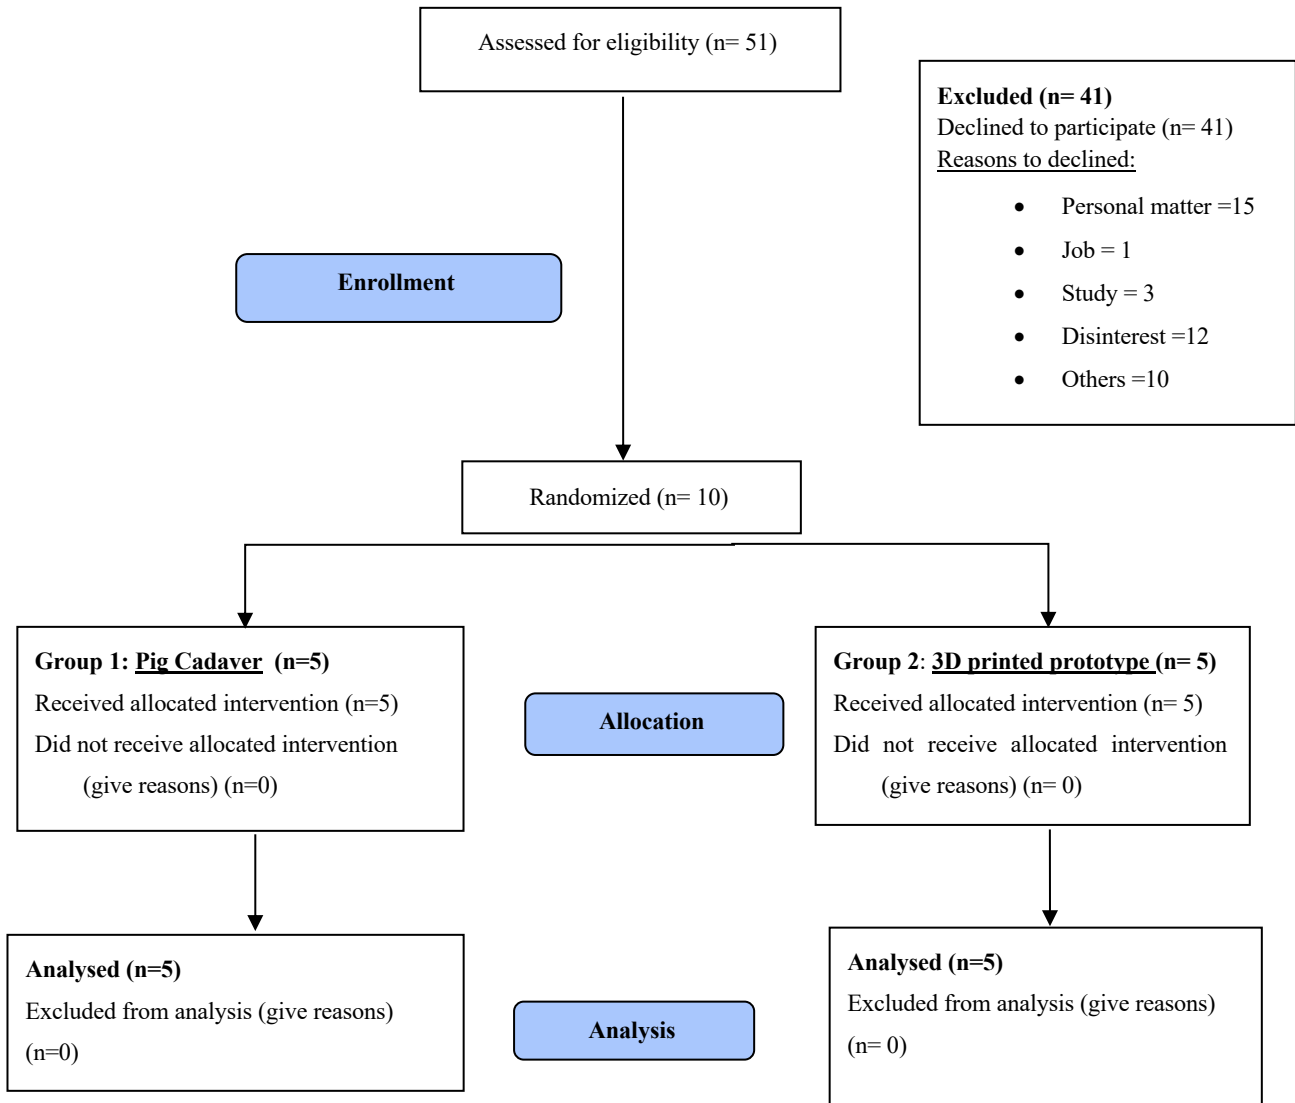 Assessed for eligibility (n= 51)
Excluded (n= 41)
Declined to participate (n= 41)
Reasons to declined:
• Personal matter =15
• Job = 1
• Study = 3
• Disinterest =12
• Others =10
Enrollment
Randomized (n= 10)
Group 1: Pig Cadaver (n=5)
Received allocated intervention (n=5)
Did not receive allocated intervention
(give reasons) (n=0)
Allocation
Group 2: 3D printed prototype (n= 5)
Received allocated intervention (n= 5)
Did not receive allocated intervention
(give reasons) (n= 0)
Analysed (n=5)
Excluded from analysis (give reasons)
(n=0)
Analysis
Analysed (n=5)
Excluded from analysis (give reasons)
(n= 0)